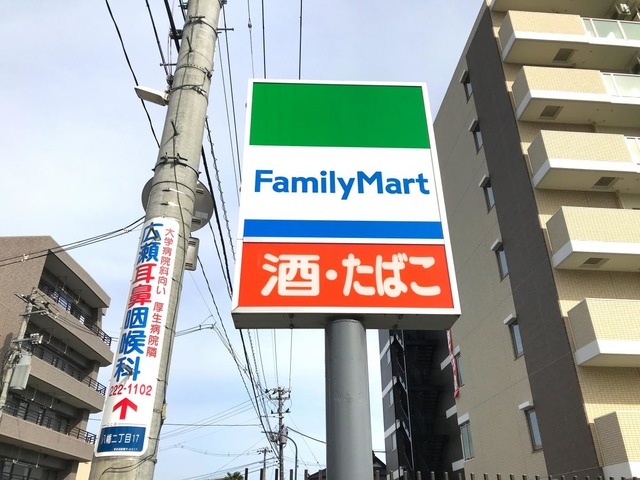 FamilyMart
酒・たばこ
大学病院斜向い 厚生病院隣
広瀬耳鼻咽喉科
222-1102
八幡二丁目17